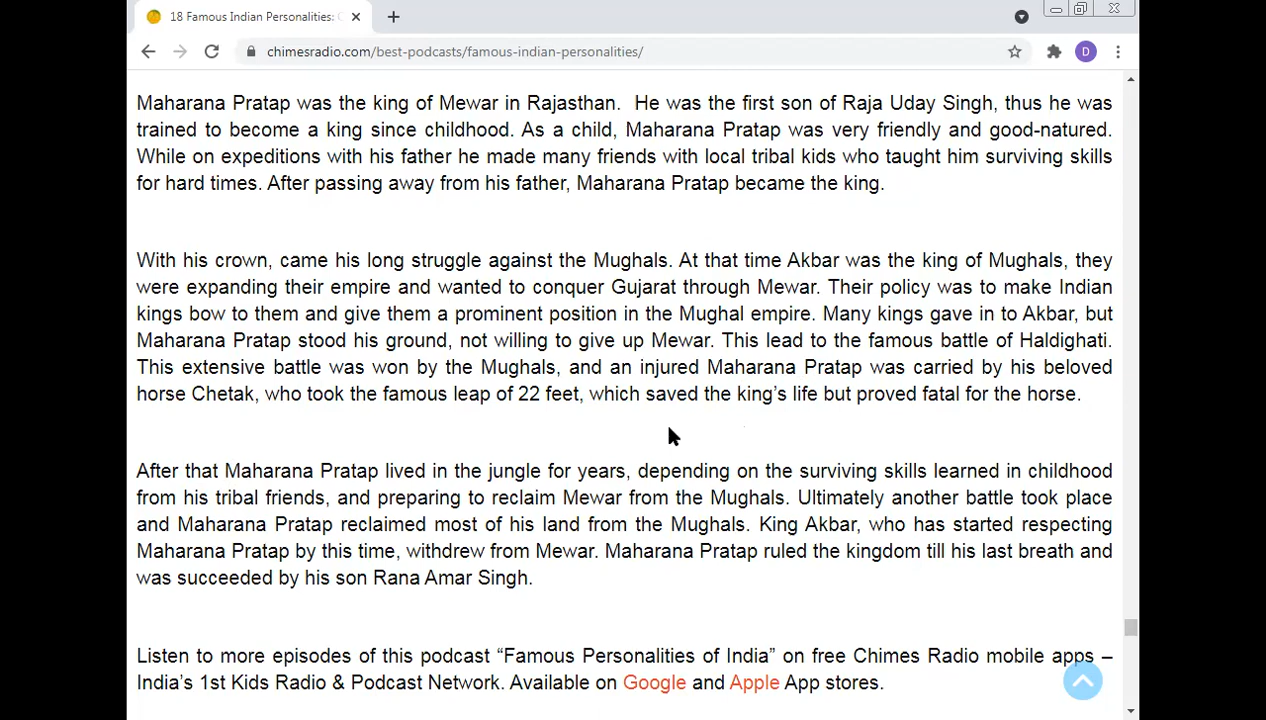 18 Famous Indian Personalities:
chimesradio.com/best-podcasts/famous-indian-personalities/
D
Maharana Pratap was the king of Mewar in Rajasthan. He was the first son of Raja Uday Singh, thus he was
trained to become a king since childhood. As a child, Maharana Pratap was very friendly and good-natured.
While on expeditions with his father he made many friends with local tribal kids who taught him surviving skills
for hard times. After passing away from his father, Maharana Pratap became the king.
With his crown, came his long struggle against the Mughals. At that time Akbar was the king of Mughals, they
were expanding their empire and wanted to conquer Gujarat through Mewar. Their policy was to make Indian
kings bow to them and give them a prominent position in the Mughal empire. Many kings gave in to Akbar, but
Maharana Pratap stood his ground, not willing to give up Mewar. This lead to the famous battle of Haldighati.
This extensive battle was won by the Mughals, and an injured Maharana Pratap was carried by his beloved
horse Chetak, who took the famous leap of 22 feet, which saved the king’s life but proved fatal for the horse.
After that Maharana Pratap lived in the jungle for years, depending on the surviving skills learned in childhood
from his tribal friends, and preparing to reclaim Mewar from the Mughals. Ultimately another battle took place
and Maharana Pratap reclaimed most of his land from the Mughals. King Akbar, who has started respecting
Maharana Pratap by this time, withdrew from Mewar. Maharana Pratap ruled the kingdom till his last breath and
was succeeded by his son Rana Amar Singh.
Listen to more episodes of this podcast “Famous Personalities of India” on free Chimes Radio mobile apps –
India’s 1st Kids Radio & Podcast Network. Available on Google and Apple App stores.